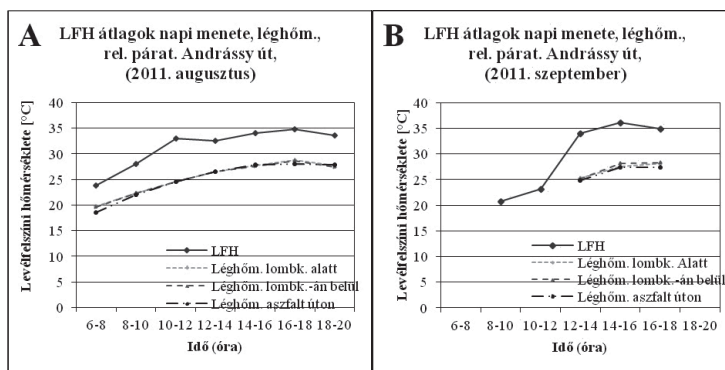 A
LFH átlagok napi menete, léghőm.,
rel. párat. Andrássy út,
(2011. augusztus)
Levélfelszíni hőmérséklete [°C]
40
35
30
25
20
15
10
5
0
LFH
Léghőm. lombk. alatt
Léghőm. lombk.-án belül
Léghőm. aszfalt úton
6-8 8-10 10-12 12-14 14-16 16-18 18-20
Idő (óra)
B
LFH átlagok napi menete, léghőm.,
rel. párat. Andrássy út,
(2011. szeptember)
Levélfelszíni hőmérséklete [°C]
40
35
30
25
20
15
10
5
0
LFH
Léghőm. lombk. Alatt
Léghőm. lombk. -án belül
Léghőm. aszfalt úton
6-8 8-10 10-12 12-14 14-16 16-18 18-20
Idő (óra)